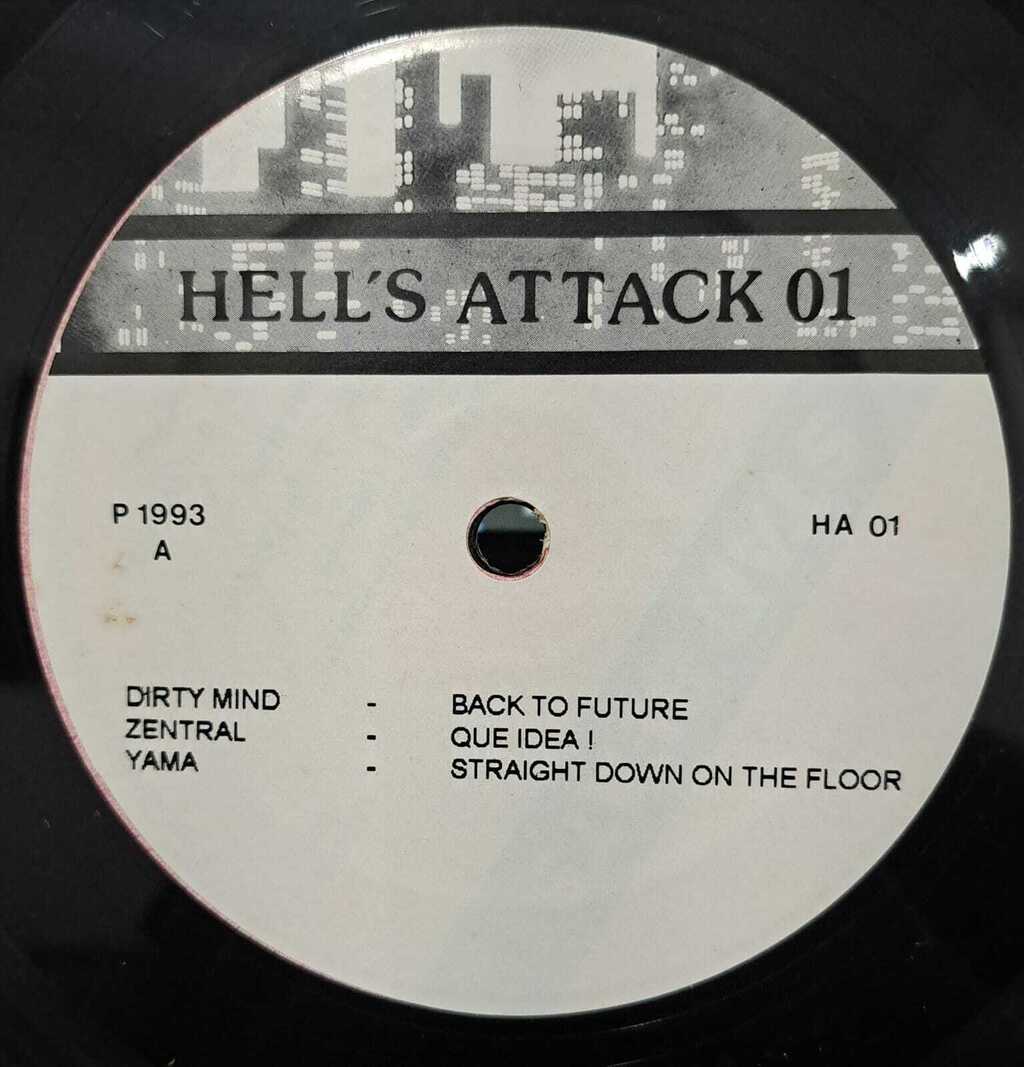 HELL´S ATTACK 01
P 1993
HA 01
A
DIRTY MIND - BACK TO FUTURE
ZENTRAL - QUE IDEA !
YAMA - STRAIGHT DOWN ON THE FLOOR